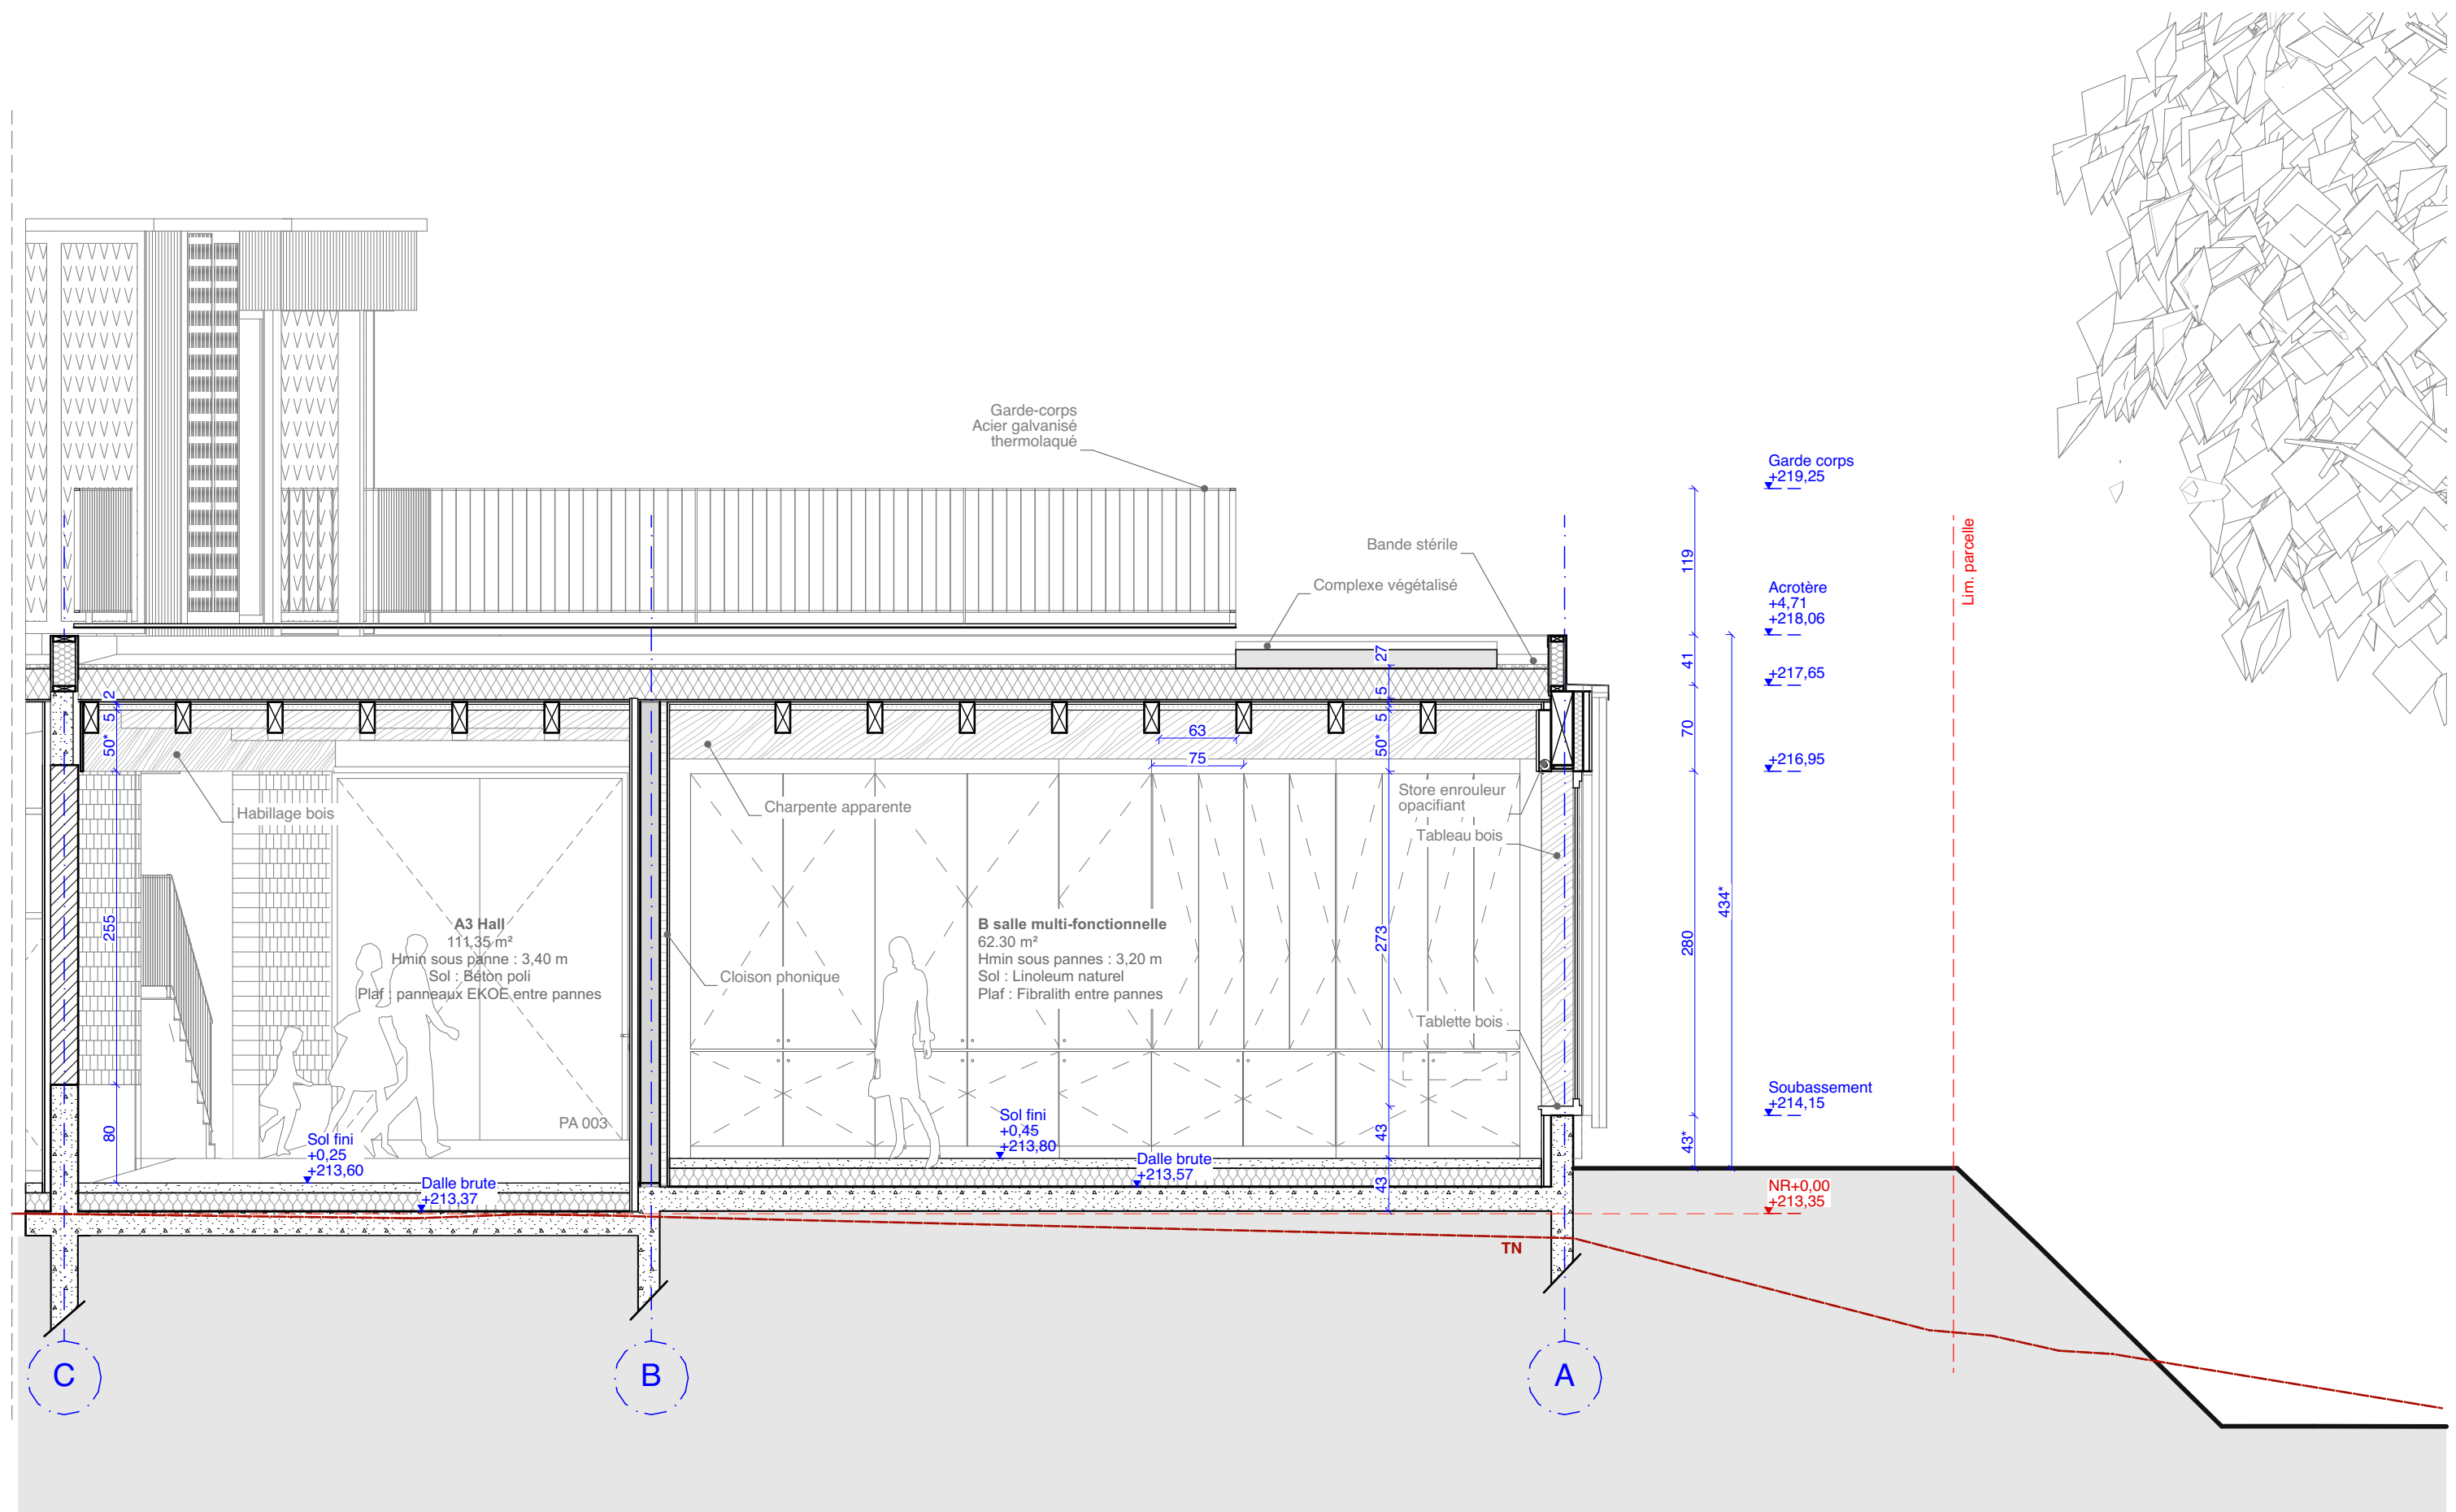 Garde-corps
Acier galvanisé
thermolaqué
Garde corps
+219,25
Bande stérile
Complexe végétalisé
Lim. parcelle
119
Acrotère
+4,71
+218,06
27
41
+217,65
2
5
5
5
50*
50*
63
75
70
+216,95
Habillage bois
Charpente apparente
Store enrouleur
opacifiant
Tableau bois
434*
255
A3 Hall
111,35 m²
Hmin sous panne : 3,40 m
Sol : Béton poli
Plaf : panneaux EKOE entre pannes
B salle multi-fonctionnelle
62.30 m²
Hmin sous pannes : 3,20 m
Sol : Linoleum naturel
Plaf : Fibralith entre pannes
273
280
Cloison phonique
Tablette bois
Soubassement
+214,15
80
PA 003
Sol fini
+0,25
+213,60
Sol fini
+0,45
+213,80
43
43*
Dalle brute
+213,57
Dalle brute
+213,37
43
NR+0,00
+213,35
TN
C
B
A